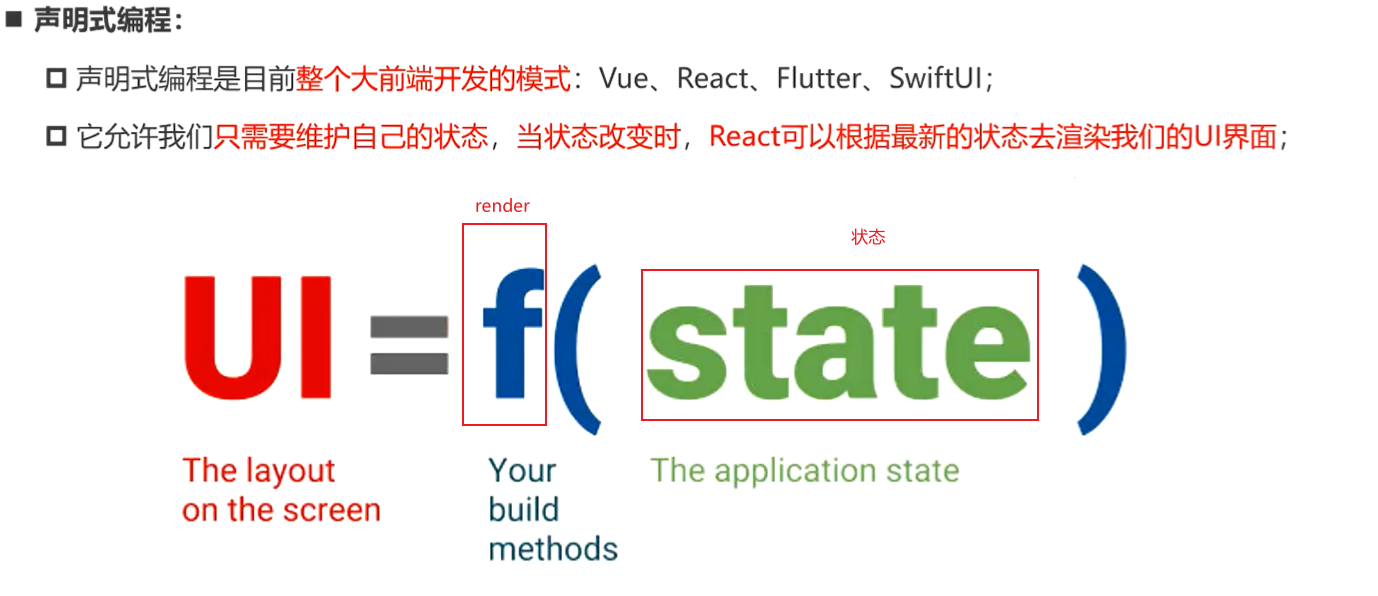 声明式编程：
声明式编程是目前整个大前端开发的模式：Vue、React、Flutter、SwiftUI；
它允许我们只需要维护自己的状态，当状态改变时，React可以根据最新的状态去渲染我们的UI界面；
render
状态
UI = f( state )
The layout
on the screen
Your
build
methods
The application state